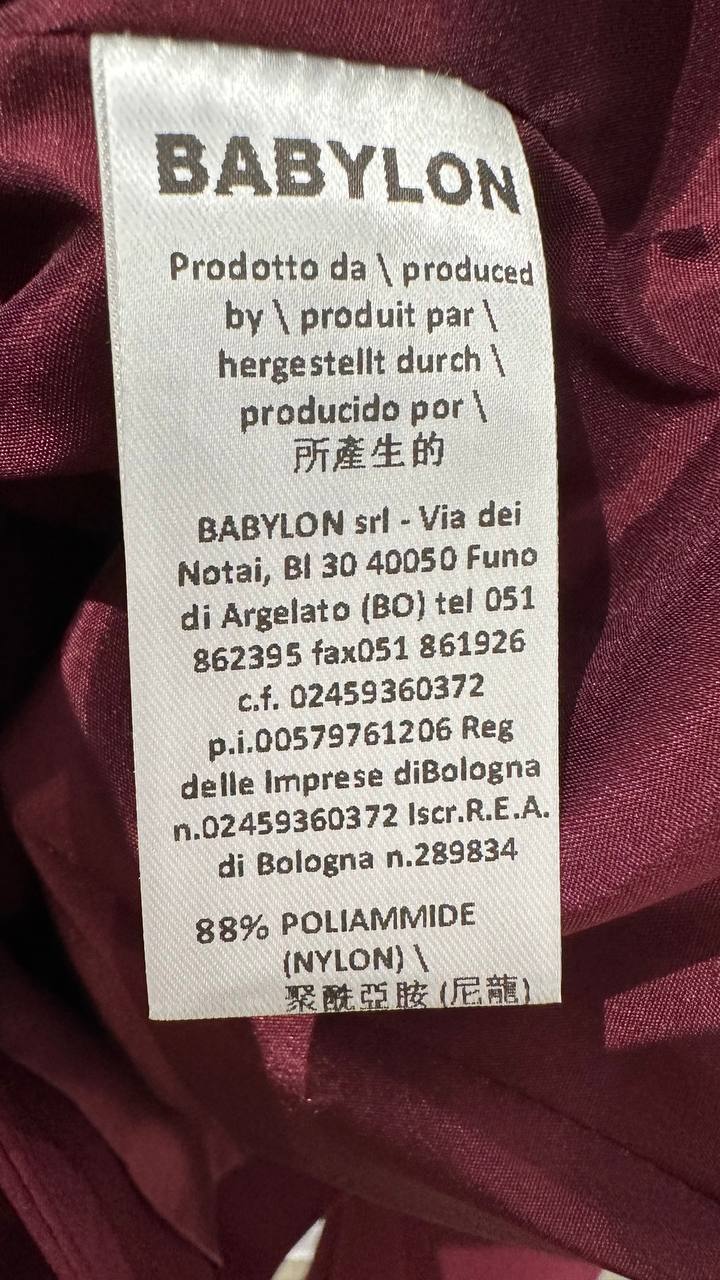 BABYLON
Prodotto da \ produced
by \ produit par \
hergestellt durch \
producido por \
所產生的
BABYLON srl - Via dei
Notai, Bl 30 40050 Funo
di Argelato (BO) tel 051
862395 fax051 861926
c.f. 02459360372
p.i.00579761206 Reg
delle Imprese diBologna
n.02459360372 Iscr.R.E.A.
di Bologna n.289834
88% POLIAMMIDE
(NYLON) \
聚酰亞胺 (尼龍)